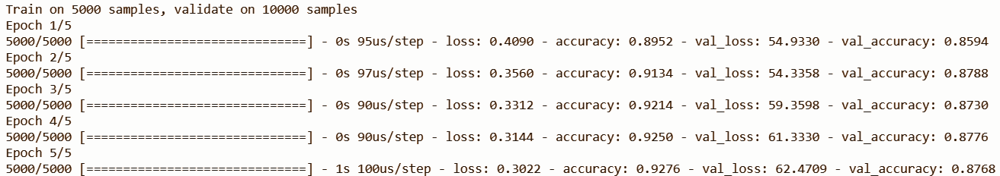 Train on 5000 samples, validate on 10000 samples
Epoch 1/5
5000/5000 [==============================] - 0s 95us/step - loss: 0.4090 - accuracy: 0.8952 - val_loss: 54.9330 - val_accuracy: 0.8594
Epoch 2/5
5000/5000 [==============================] - 0s 97us/step - loss: 0.3560 - accuracy: 0.9134 - val_loss: 54.3358 - val_accuracy: 0.8788
Epoch 3/5
5000/5000 [==============================] - 0s 90us/step - loss: 0.3312 - accuracy: 0.9214 - val_loss: 59.3598 - val_accuracy: 0.8730
Epoch 4/5
5000/5000 [==============================] - 0s 90us/step - loss: 0.3144 - accuracy: 0.9250 - val_loss: 61.3330 - val_accuracy: 0.8776
Epoch 5/5
5000/5000 [==============================] - 1s 100us/step - loss: 0.3022 - accuracy: 0.9276 - val_loss: 62.4709 - val_accuracy: 0.8768